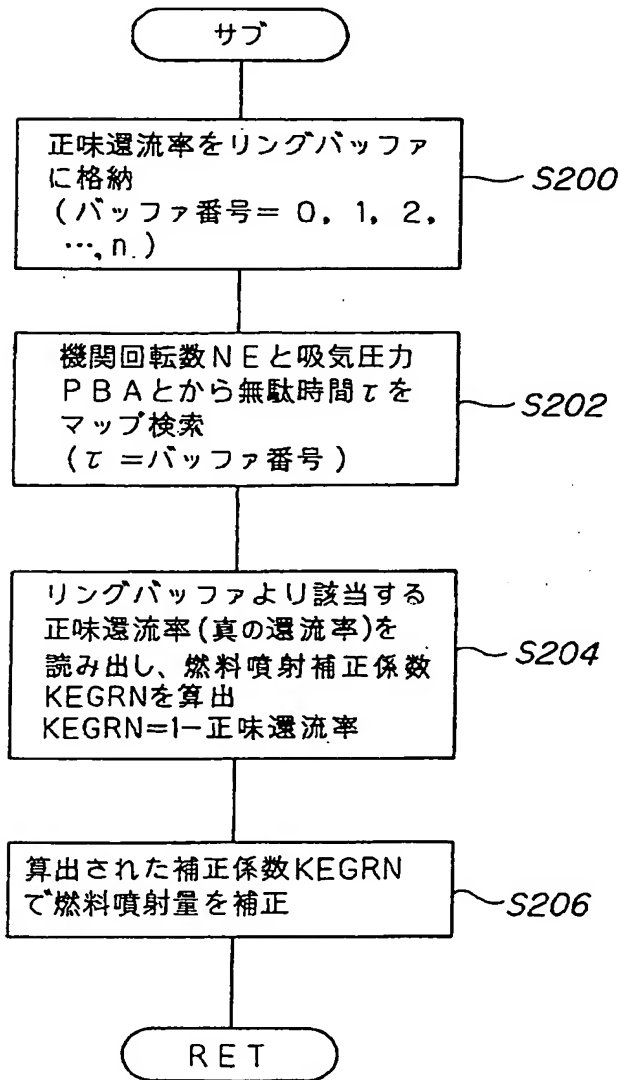 サブ
正味還流率をリングバッファ
に格納
(バッファ番号= 0, 1, 2,
…,n.)
S200
機関回転数NEと吸気圧力
PBAとから無駄時間τを
マップ検索
(τ =バッファ番号)
S202
リングバッファより該当する
正味還流率(真の還流率)を
読み出し、燃料噴射補正係数
KEGRNを算出
KEGRN=1-正味還流率
S204
算出された補正係数KEGRN
で燃料噴射量を補正
S206
RET